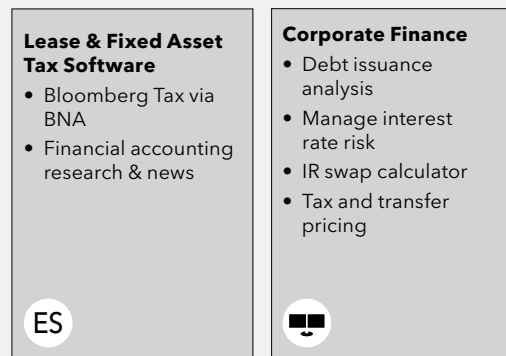 Lease & Fixed Asset
Tax Software
• Bloomberg Tax via
BNA
• Financial accounting
research & news
ES
Corporate Finance
• Debt issuance
analysis
• Manage interest
rate risk
• IR swap calculator
• Tax and transfer
pricing